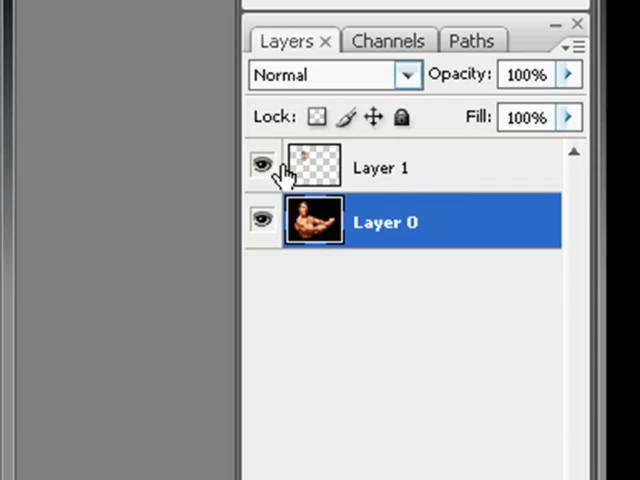 Layers Channels Paths
Normal Opacity: 100%
Lock: Fill: 100%
Layer 1
Layer 0